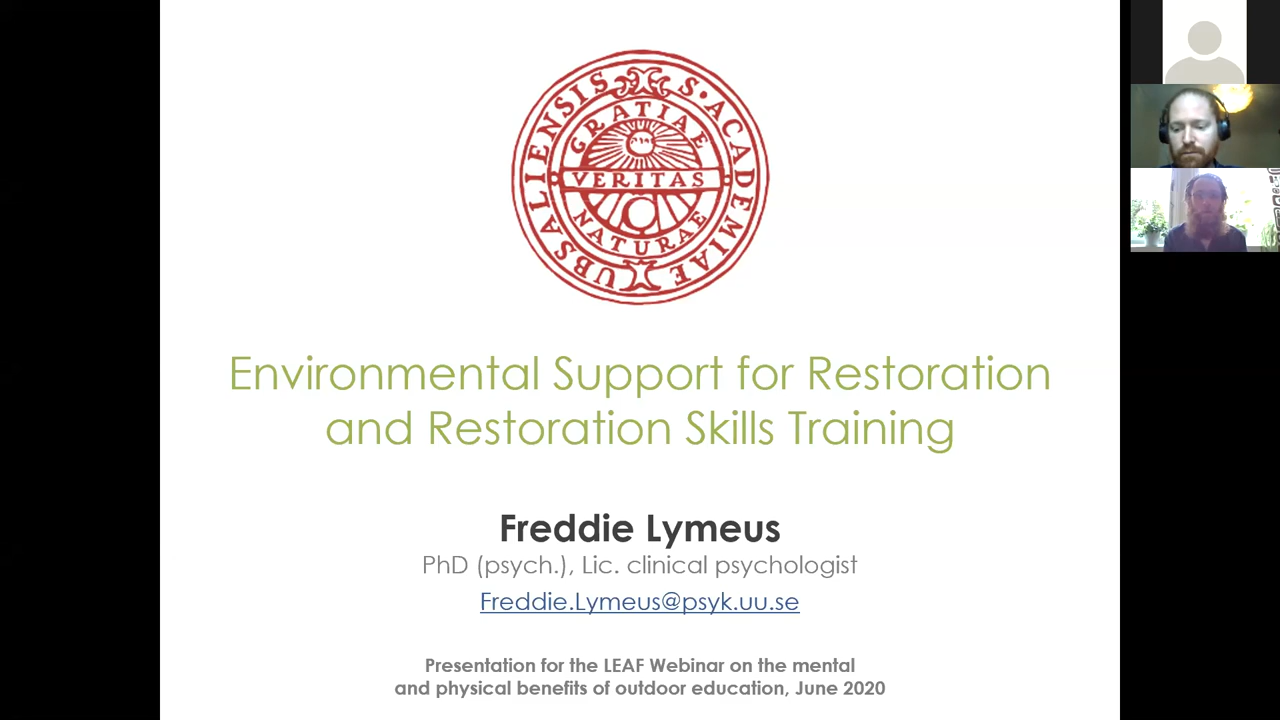 UBSALIENSIS S. ACADEMIAE
GRATIAE
VERITAS
NATURAE
Environmental Support for Restoration
and Restoration Skills Training
Freddie Lymeus
PhD (psych.), Lic. clinical psychologist
Freddie.Lymeus@psyk.uu.se
Presentation for the LEAF Webinar on the mental
and physical benefits of outdoor education, June 2020